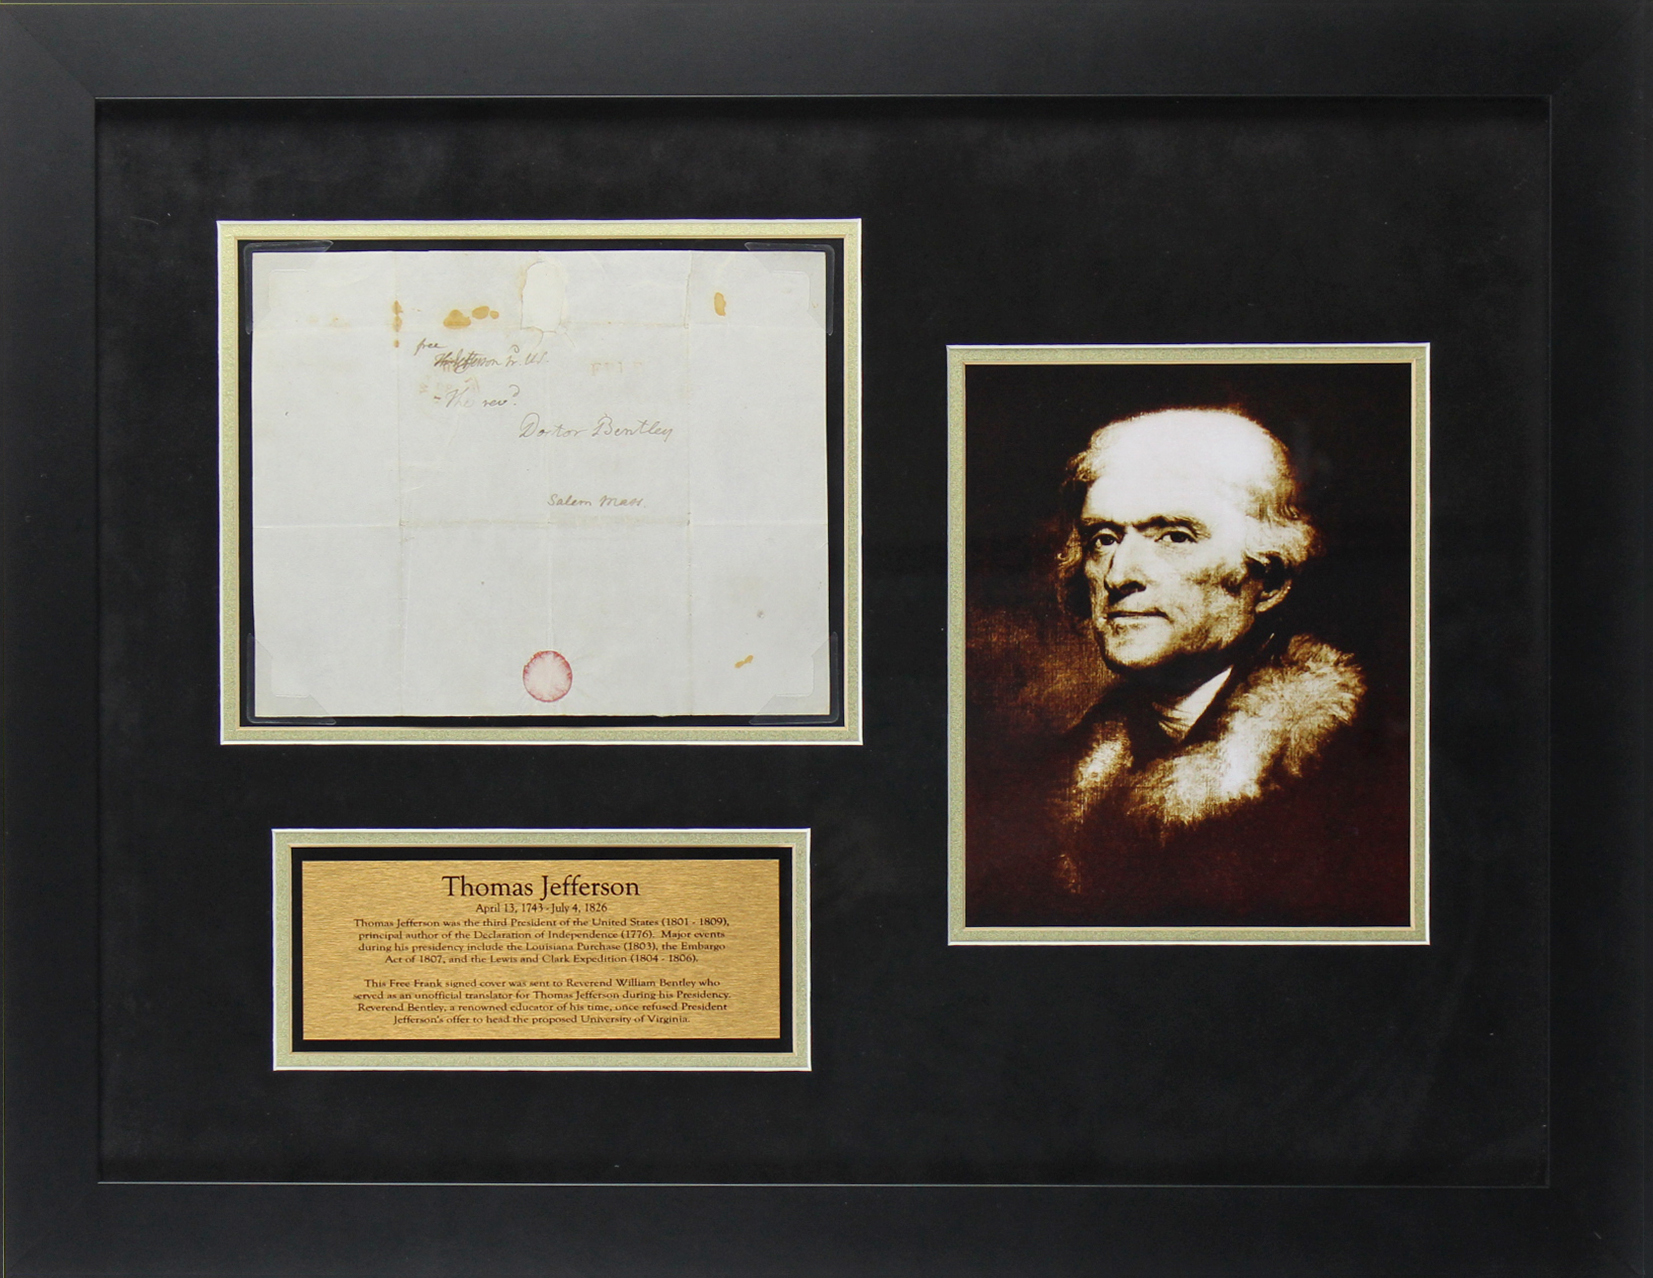 free
Th Jefferson Pr. US.
The revd.
Doctor Bentley
Salem Mass.
Thomas Jefferson
April 13, 1743 - July 4, 1826
Thomas Jefferson was the third President of the United States (1801 - 1809),
principal author of the Declaration of Independence (1776). Major events
during his presidency include the Louisiana Purchase (1803), the Embargo
Act of 1807, and the Lewis and Clark Expedition (1804 - 1806).
This Free Frank signed cover was sent to Reverend William Bentley who
served as an unofficial translator for Thomas Jefferson during his Presidency.
Reverend Bentley, a renowned educator of his time, once refused President
Jefferson's offer to head the proposed University of Virginia.